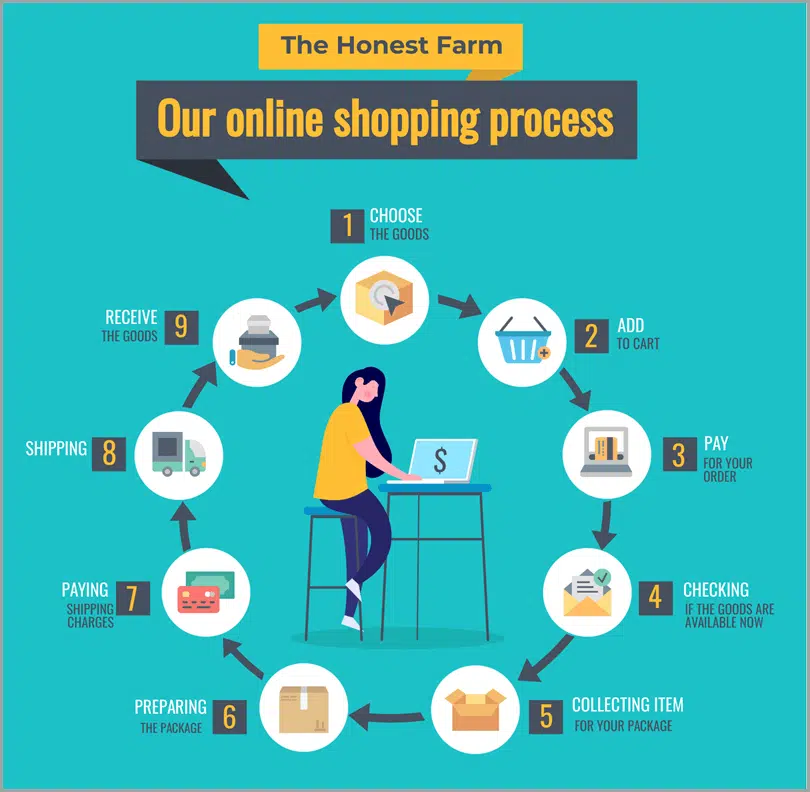 The Honest Farm
Our online shopping process
1
CHOOSE
THE GOODS
2
ADD
TO CART
3
PAY
FOR YOUR
ORDER
4
CHECKING
IF THE GOODS ARE
AVAILABLE NOW
5
COLLECTING ITEM
FOR YOUR PACKAGE
6
PREPARING
THE PACKAGE
7
PAYING
SHIPPING
CHARGES
8
SHIPPING
9
RECEIVE
THE GOODS
$